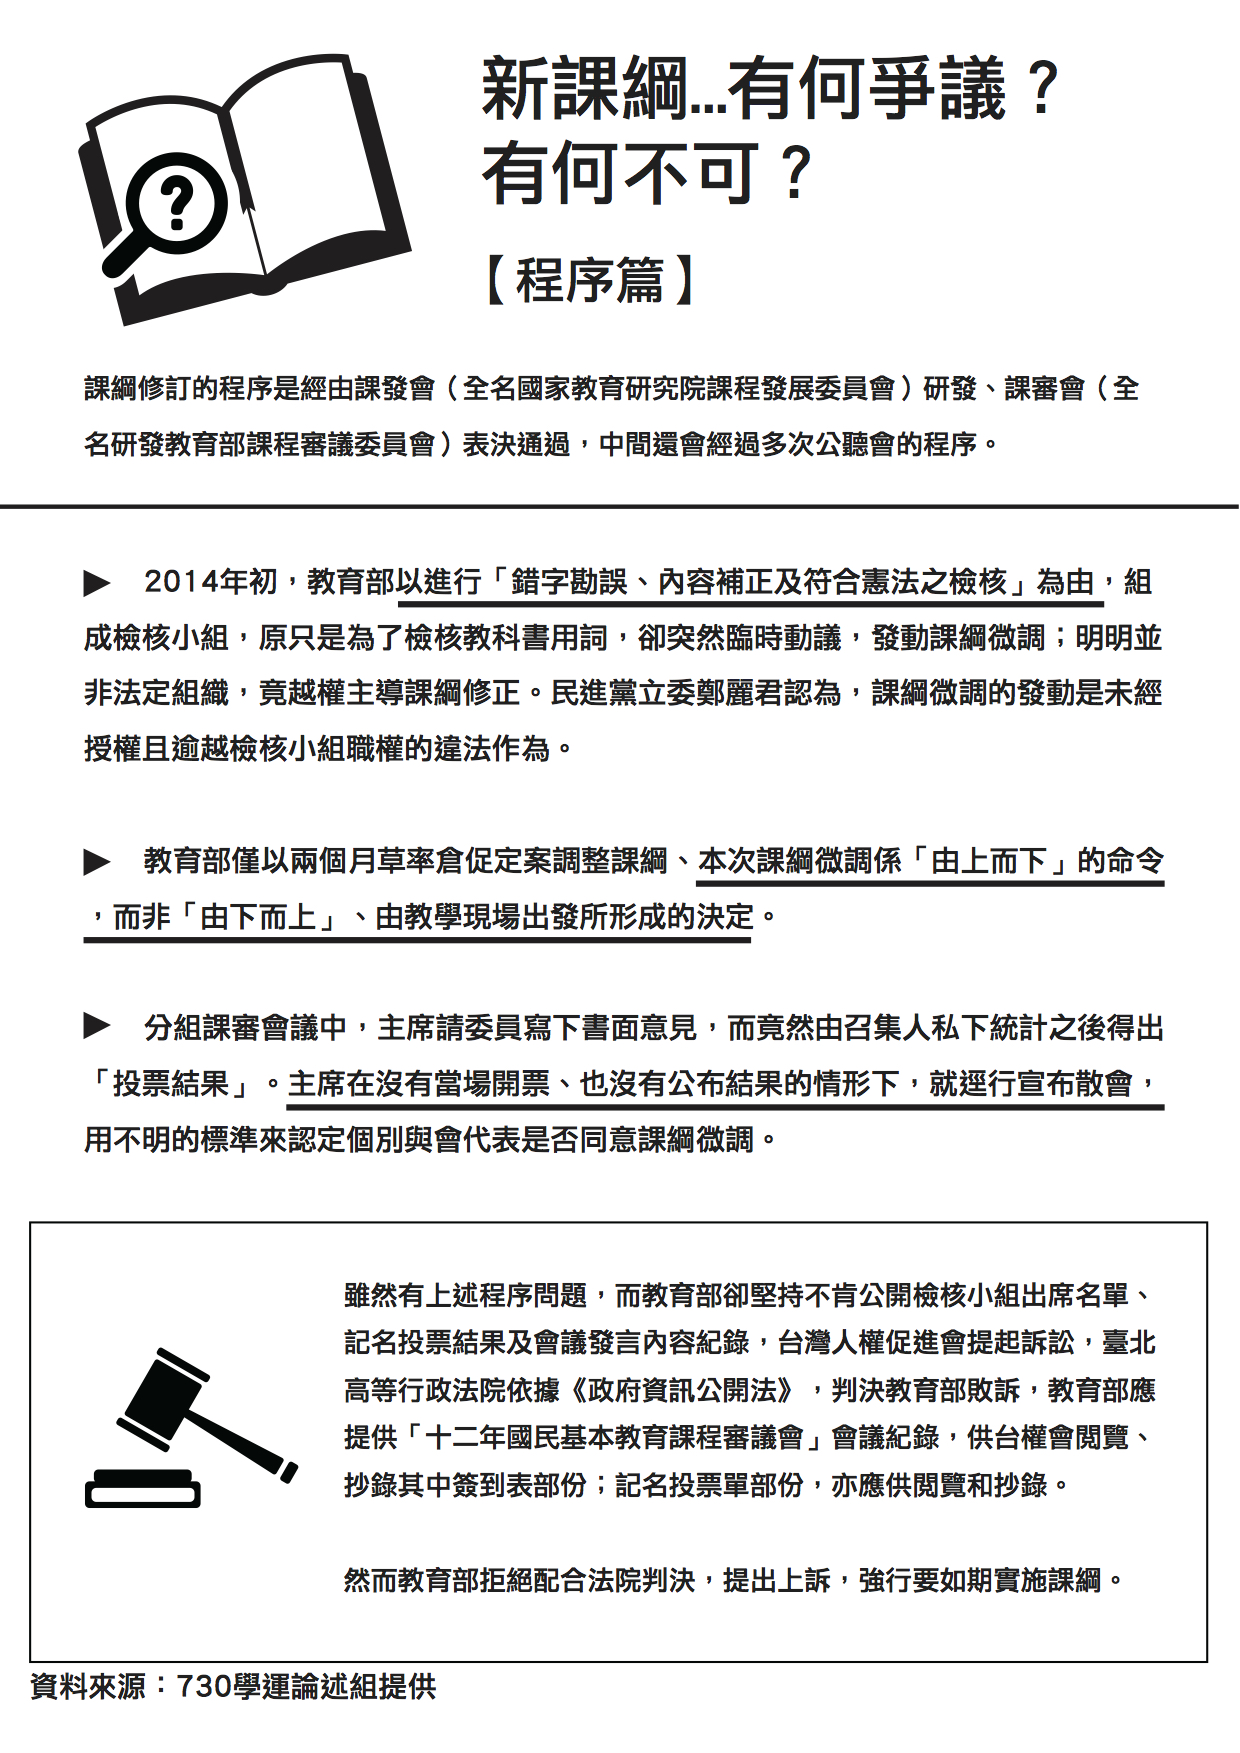 新課綱...有何爭議？
有何不可？
【程序篇】
課綱修訂的程序是經由課發會（全名國家教育研究院課程發展委員會）研發、課審會（全
名研發教育部課程審議委員會）表決通過，中間還會經過多次公聽會的程序。
▶ 2014年初，教育部以進行「錯字勘誤、內容補正及符合憲法之檢核」為由，組
成檢核小組，原只是為了檢核教科書用詞，卻突然臨時動議，發動課綱微調；明明並
非法定組織，竟越權主導課綱修正。民進黨立委鄭麗君認為，課綱微調的發動是未經
授權且逾越檢核小組職權的違法作為。
▶ 教育部僅以兩個月草率倉促定案調整課綱、本次課綱微調係「由上而下」的命令
，而非「由下而上」、由教學現場出發所形成的決定。
▶ 分組課審會議中，主席請委員寫下書面意見，而竟然由召集人私下統計之後得出
「投票結果」。主席在沒有當場開票、也沒有公布結果的情形下，就逕行宣布散會，
用不明的標準來認定個別與會代表是否同意課綱微調。
雖然有上述程序問題，而教育部卻堅持不肯公開檢核小組出席名單、
記名投票結果及會議發言內容紀錄，台灣人權促進會提起訴訟，臺北
高等行政法院依據《政府資訊公開法》，判決教育部敗訴，教育部應
提供「十二年國民基本教育課程審議會」會議紀錄，供台權會閱覽、
抄錄其中簽到表部份；記名投票單部份，亦應供閱覽和抄錄。
然而教育部拒絕配合法院判決，提出上訴，強行要如期實施課綱。
資料來源：730學運論述組提供